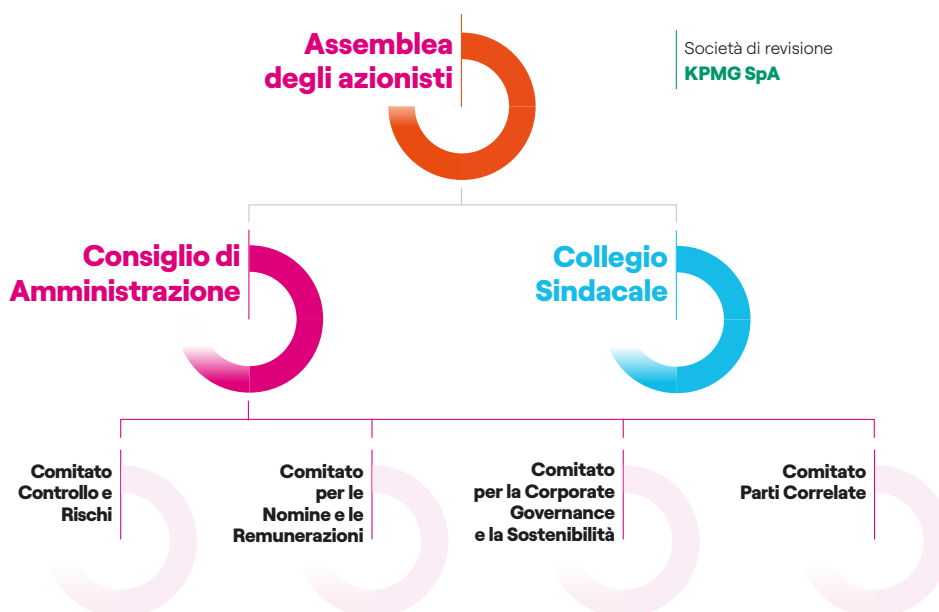 Assemblea
degli azionisti
Società di revisione
KPMG SpA
Consiglio di
Amministrazione
Collegio
Sindacale
Comitato
Controllo e
Rischi
Comitato
per le
Nomine e le
Remunerazioni
Comitato
per la Corporate
Governance
e la Sostenibilità
Comitato
Parti Correlate